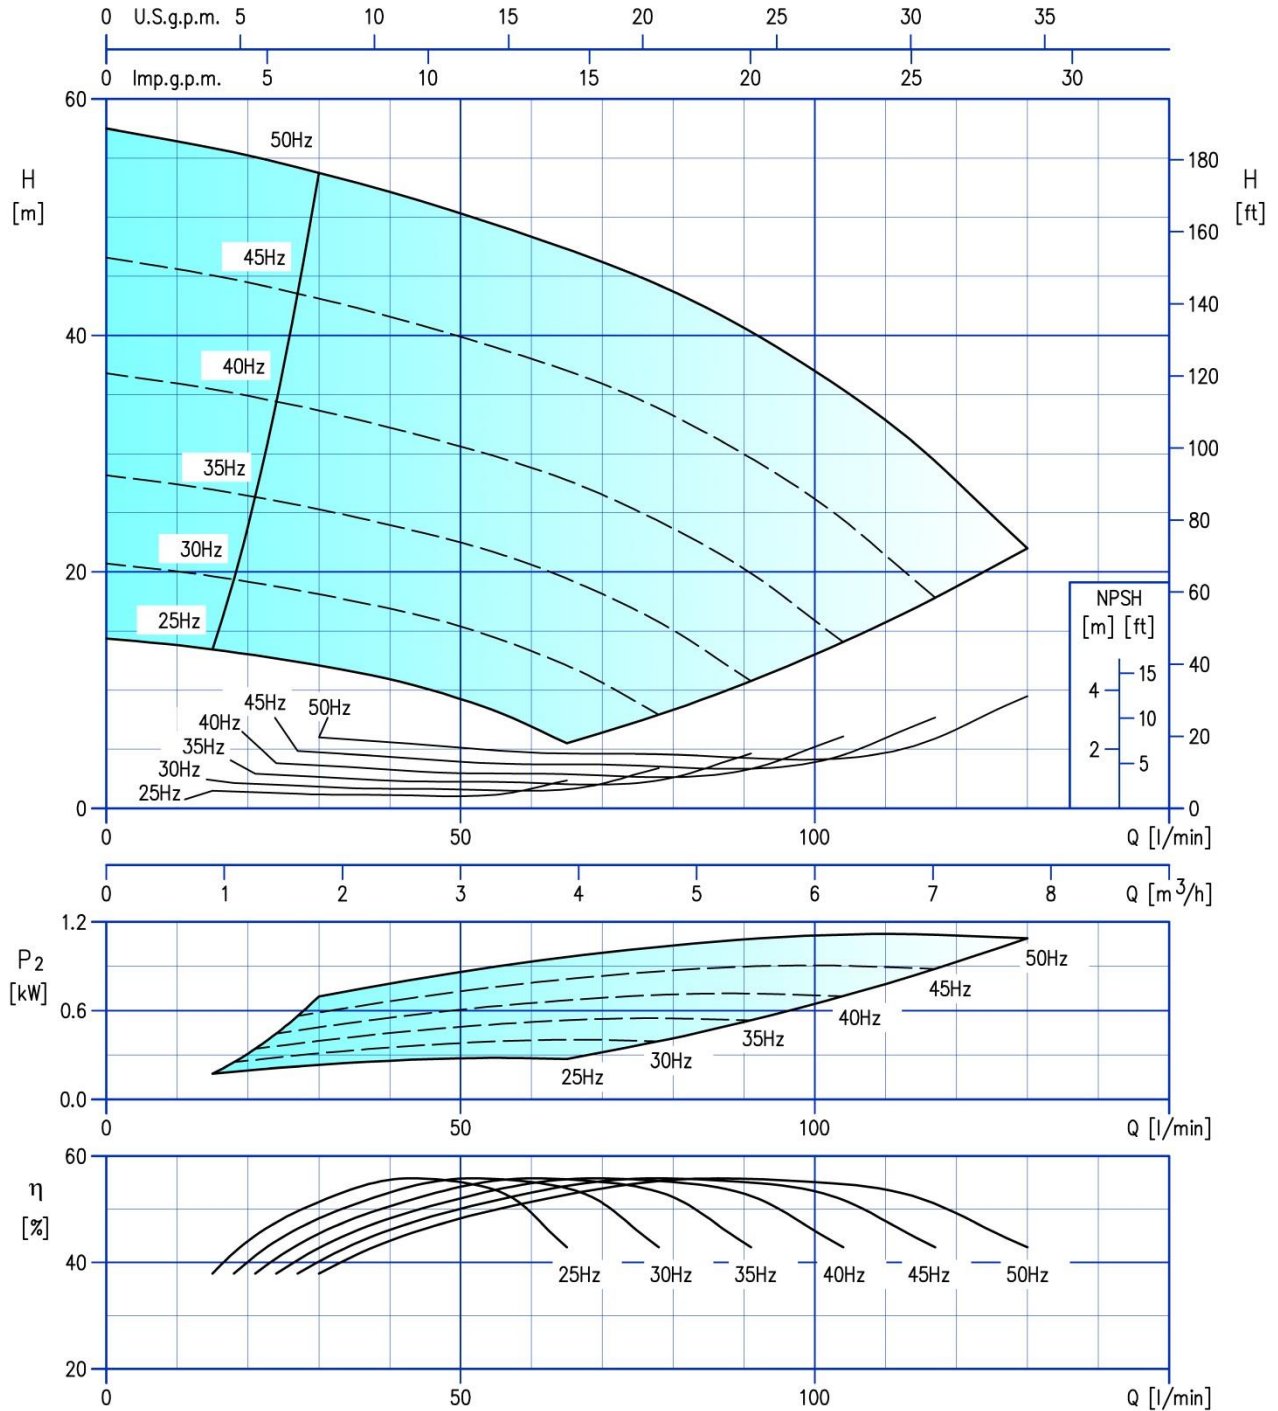 0 U.S.g.p.m. 5 10 15 20 25 30 35
0 Imp.g.p.m. 5 10 15 20 25 30
60
50Hz
180
H
[m]
H
[ft]
160
45Hz
140
40
40Hz
120
35Hz
100
80
30Hz
20
60
NPSH
[m] [ft]
25Hz
40
15
4
45Hz
50Hz
10
40Hz
20
35Hz
2
5
30Hz
25Hz
0
0
0 50 100 Q [l/min]
0 1 2 3 4 5 6 7 8 Q [m³/h]
1.2
P2
[kW]
50Hz
45Hz
0.6
40Hz
35Hz
30Hz
25Hz
0.0
0 50 100 Q [l/min]
60
η
[%]
40
25Hz 30Hz 35Hz 40Hz 45Hz 50Hz
20
0 50 100 Q [l/min]